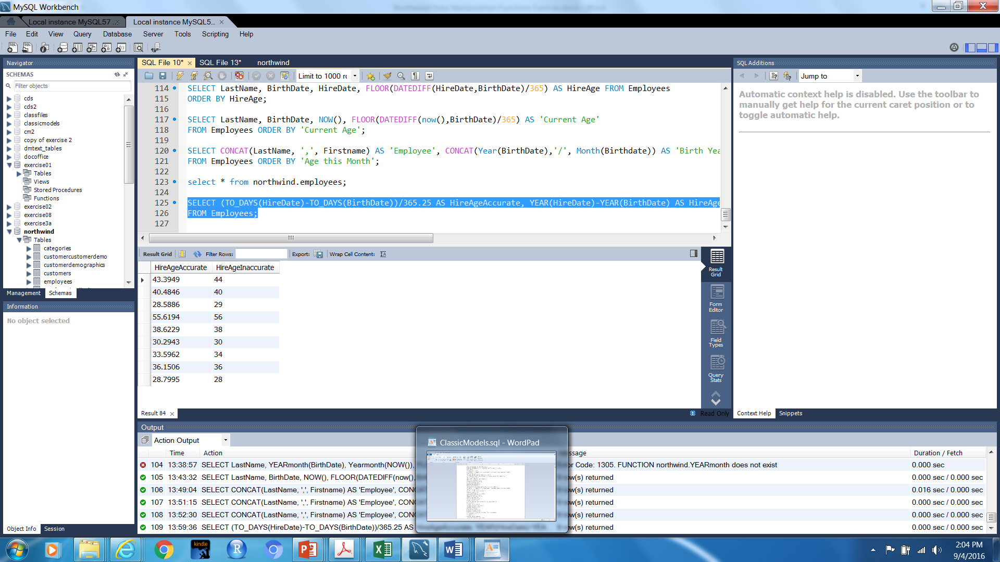 MySQL Workbench
Local instance MySQL57
Local instance MySQL5...
File Edit View Query Database Server Tools Scripting Help
Navigator
SCHEMAS
Filter objects
cds
cds2
classfiles
classicmodels
cm2
copy of exercise 2
dmtext_tables
docoffice
exercise01
Tables
Views
Stored Procedures
Functions
exercise02
exercise08
exercise3a
northwind
Tables
categories
customercustomerdemo
customerdemographics
customers
employees
Management Schemas
Information
No object selected
Object Info Session
SQL File 10* SQL File 13* northwind
Limit to 1000 rc
114 SELECT LastName, BirthDate, HireDate, FLOOR(DATEDIFF(HireDate,BirthDate)/365) AS HireAge FROM Employees
115 ORDER BY HireAge;
116
117 SELECT LastName, BirthDate, NOW(), FLOOR(DATEDIFF(now(),BirthDate)/365) AS 'Current Age'
118 FROM Employees ORDER BY 'Current Age';
119
120 SELECT CONCAT(LastName, ',', Firstname) AS 'Employee', CONCAT(Year(BirthDate),'/', Month(Birthdate)) AS 'Birth Yea
121 FROM Employees ORDER BY 'Age this Month';
122
123 select * from northwind.employees;
124
125 SELECT (TO_DAYS(HireDate)-TO_DAYS(BirthDate))/365.25 AS HireAgeAccurate, YEAR(HireDate)-YEAR(BirthDate) AS HireAge
126 FROM Employees;
127
Result Grid Filter Rows: Export: Wrap Cell Content:
HireAgeAccurate HireAgeInaccurate
43.3949 44
40.4846 40
28.5886 29
55.6194 56
38.6229 38
30.2943 30
33.5962 34
36.1506 36
28.7995 28
Result Grid
Form Editor
Field Types
Query Stats
Result 84
Read Only
SQL Additions
Jump to
Automatic context help is disabled. Use the toolbar to
manually get help for the current caret position or to
toggle automatic help.
Context Help Snippets
Output
Action Output
Time Action ssage Duration / Fetch
104 13:38:57 SELECT LastName, YEARmonth(BirthDate), Yearmonth(NOW()), or Code: 1305. FUNCTION northwind.YEARmonth does not exist 0.000 sec
105 13:43:32 SELECT LastName, BirthDate, NOW(), FLOOR(DATEDIFF(now(), row(s) returned 0.000 sec / 0.000 sec
106 13:49:04 SELECT CONCAT(LastName, ',', Firstname) AS 'Employee', CONC row(s) returned 0.016 sec / 0.000 sec
107 13:51:15 SELECT CONCAT(LastName, ',', Firstname) AS 'Employee', CONC row(s) returned 0.000 sec / 0.000 sec
108 13:52:30 SELECT CONCAT(LastName, ',', Firstname) AS 'Employee', CONC row(s) returned 0.000 sec / 0.000 sec
109 13:59:36 SELECT (TO_DAYS(HireDate)-TO_DAYS(BirthDate))/365.25 AS row(s) returned 0.000 sec / 0.000 sec
ClassicModels.sql - WordPad
kindle
2:04 PM
9/4/2016